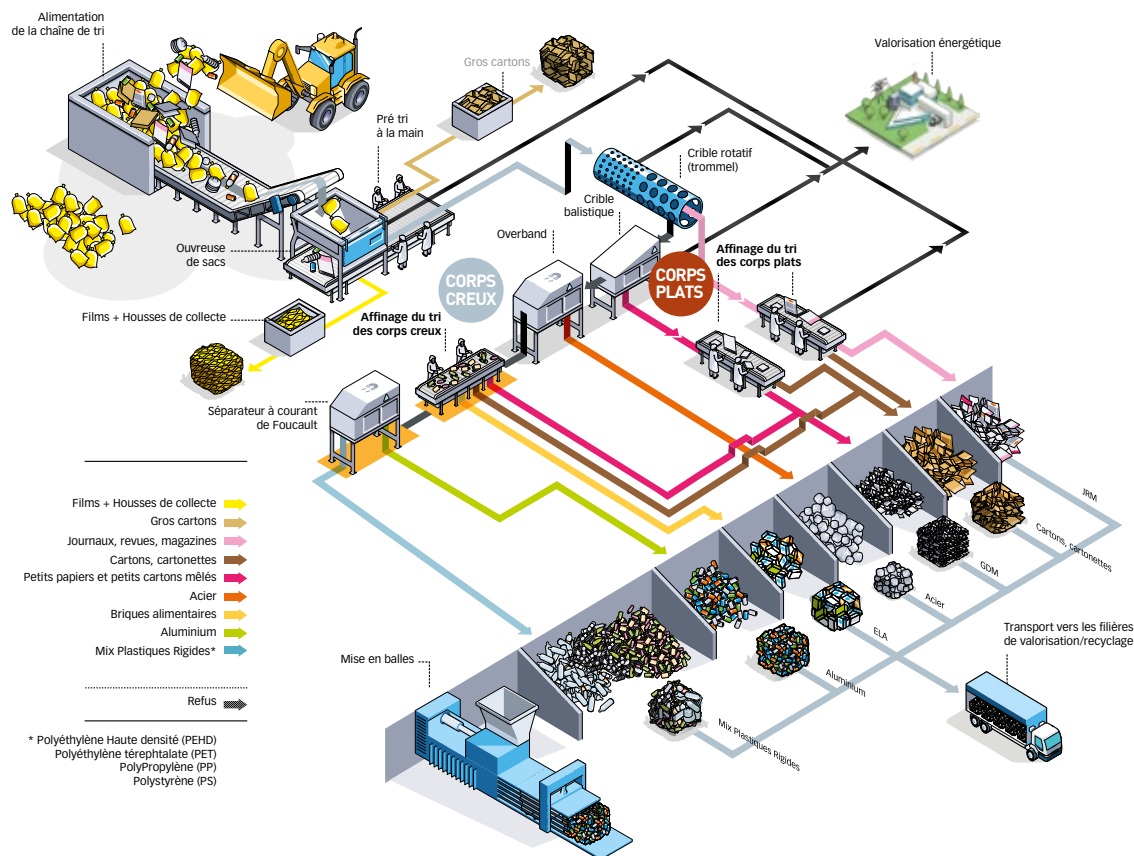 Alimentation
de la chaîne de tri
Gros cartons
Valorisation énergétique
Pré tri
à la main
Crible rotatif
(trommel)
Crible
balistique
Overband
Ouvreuse
de sacs
CORPS
CREUX
CORPS
PLATS
Affinage du tri
des corps plats
Films + Housses de collecte
Affinage du tri
des corps creux
Séparateur à courant
de Foucault
Films + Housses de collecte
Gros cartons
Journaux, revues, magazines
Cartons, cartonettes
Petits papiers et petits cartons mêlés
Acier
Briques alimentaires
Aluminium
Mix Plastiques Rigides*
Refus
* Polyéthylène Haute densité (PEHD)
Polyéthylène térephtalate (PET)
PolyPropylène (PP)
Polystyrène (PS)
JRM
Cartons, cartonnettes
GDM
Acier
ELA
Aluminium
Mix Plastiques Rigides
Mise en balles
Transport vers les filières
de valorisation/recyclage